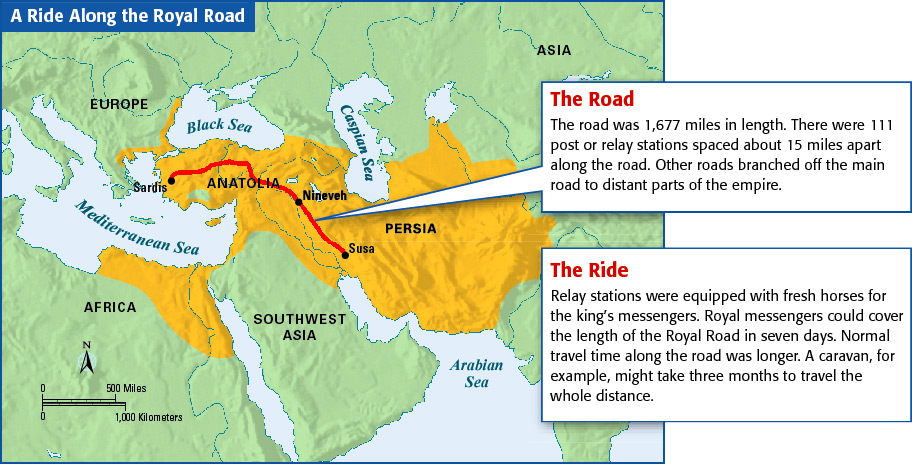 A Ride Along the Royal Road
ASIA
EUROPE
Black Sea
Caspian Sea
Sardis
ANATOLIA
Nineveh
Mediterranean Sea
PERSIA
Susa
AFRICA
SOUTHWEST
ASIA
Arabian
Sea
N
0 500 Miles
0 1,000 Kilometers
The Road
The road was 1,677 miles in length. There were 111
post or relay stations spaced about 15 miles apart
along the road. Other roads branched off the main
road to distant parts of the empire.
The Ride
Relay stations were equipped with fresh horses for
the king's messengers. Royal messengers could cover
the length of the Royal Road in seven days. Normal
travel time along the road was longer. A caravan, for
example, might take three months to travel the
whole distance.